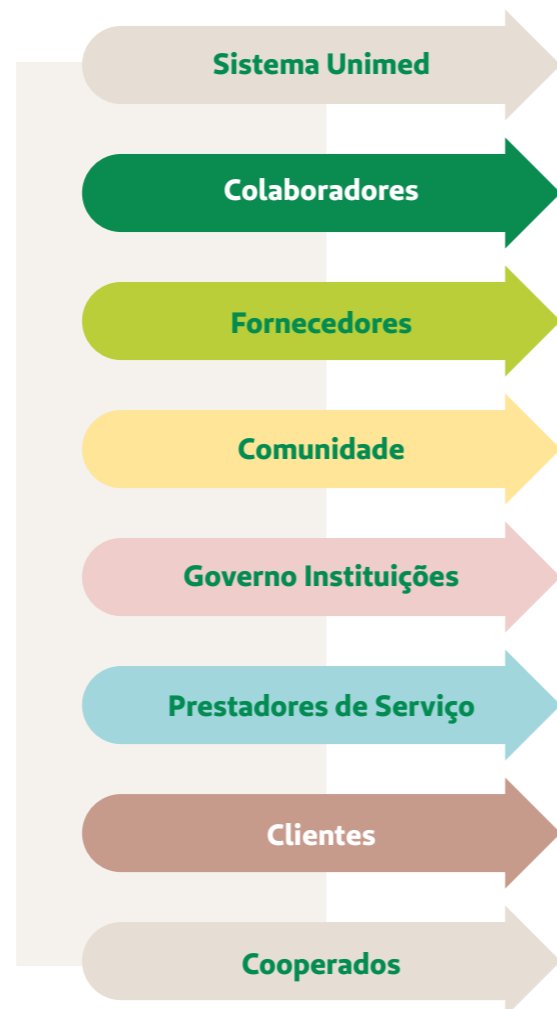 Sistema Unimed
Colaboradores
Fornecedores
Comunidade
Governo Instituições
Prestadores de Serviço
Clientes
Cooperados